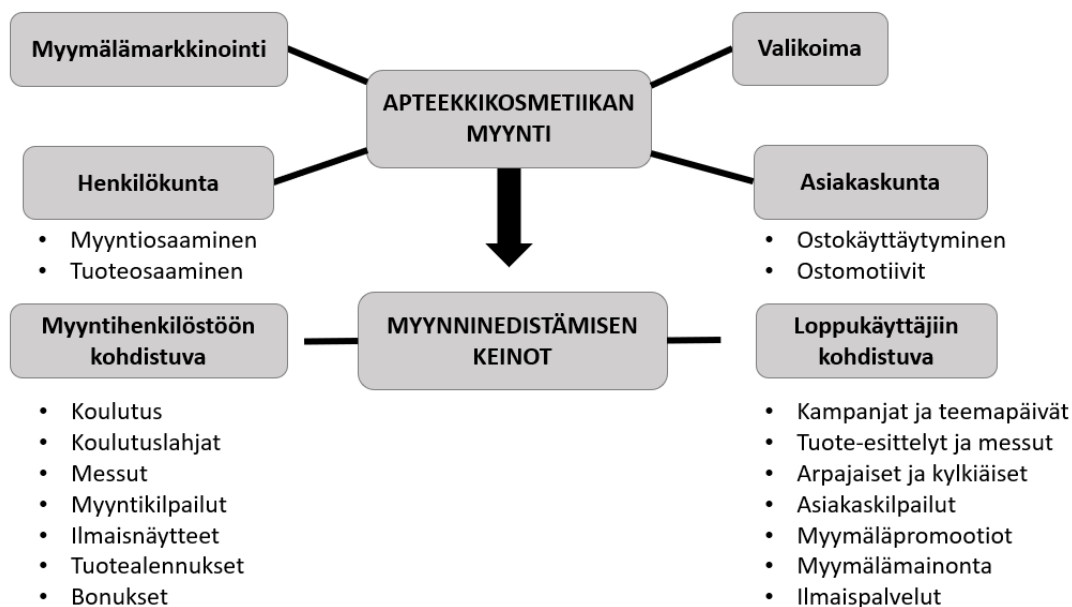 Myymälämarkkinointi
Valikoima
APTEEKKIKOSMETIIKAN
MYYNTI
Henkilökunta
Asiakaskunta
• Myyntiosaaminen
• Tuoteosaaminen
• Ostokäyttäytyminen
• Ostomotiivit
Myyntihenkilöstöön
kohdistuva
MYYNNINEDISTÄMISEN
KEINOT
Loppukäyttäjiin
kohdistuva
• Koulutus
• Koulutuslahjat
• Messut
• Myyntikilpailut
• Ilmaisnäytteet
• Tuotealennukset
• Bonukset
• Kampanjat ja teemapäivät
• Tuote-esittelyt ja messut
• Arpajaiset ja kylkiäiset
• Asiakaskilpailut
• Myymäläpromootiot
• Myymälämainonta
• Ilmaispalvelut